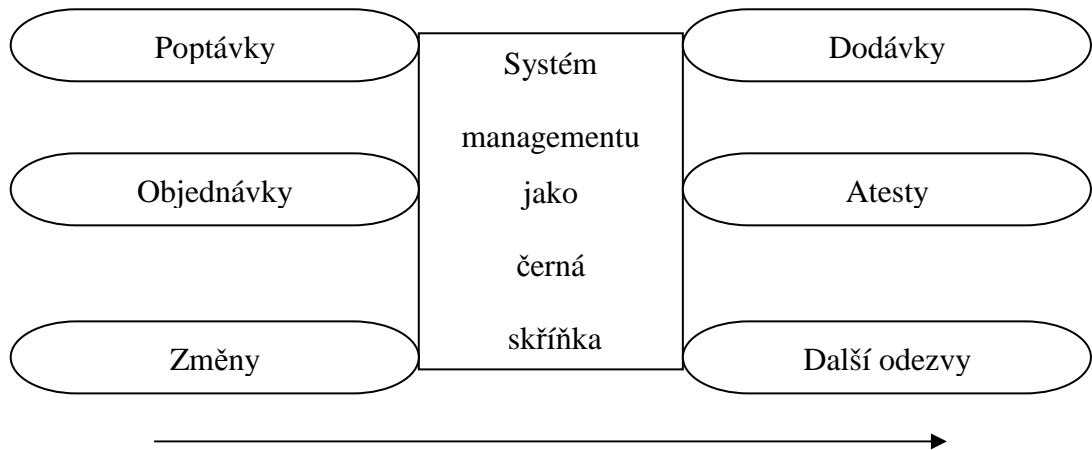 Poptávky
Objednávky
Změny
Systém
managementu
jako
černá
skříňka
Dodávky
Atesty
Další odezvy